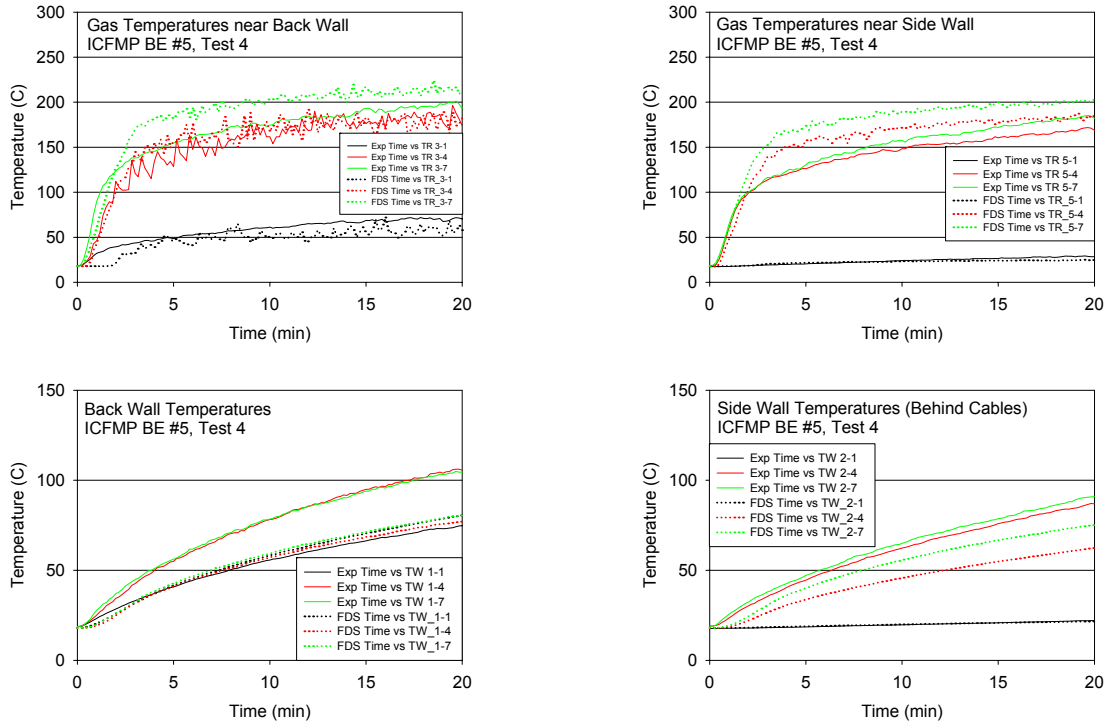 Gas Temperatures near Back Wall
ICFMP BE #5, Test 4
Temperature (C)
300
250
200
150
100
50
0
Exp Time vs TR 3-1
Exp Time vs TR 3-4
Exp Time vs TR 3-7
FDS Time vs TR_3-1
FDS Time vs TR_3-4
FDS Time vs TR_3-7
0 5 10 15 20
Time (min)
Gas Temperatures near Side Wall
ICFMP BE #5, Test 4
Temperature (C)
300
250
200
150
100
50
0
Exp Time vs TR 5-1
Exp Time vs TR 5-4
Exp Time vs TR 5-7
FDS Time vs TR_5-1
FDS Time vs TR_5-4
FDS Time vs TR_5-7
0 5 10 15 20
Time (min)
Back Wall Temperatures
ICFMP BE #5, Test 4
Temperature (C)
150
100
50
0
Exp Time vs TW 1-1
Exp Time vs TW 1-4
Exp Time vs TW 1-7
FDS Time vs TW_1-1
FDS Time vs TW_1-4
FDS Time vs TW_1-7
0 5 10 15 20
Time (min)
Side Wall Temperatures (Behind Cables)
ICFMP BE #5, Test 4
Temperature (C)
150
100
50
0
Exp Time vs TW 2-1
Exp Time vs TW 2-4
Exp Time vs TW 2-7
FDS Time vs TW_2-1
FDS Time vs TW_2-4
FDS Time vs TW_2-7
0 5 10 15 20
Time (min)